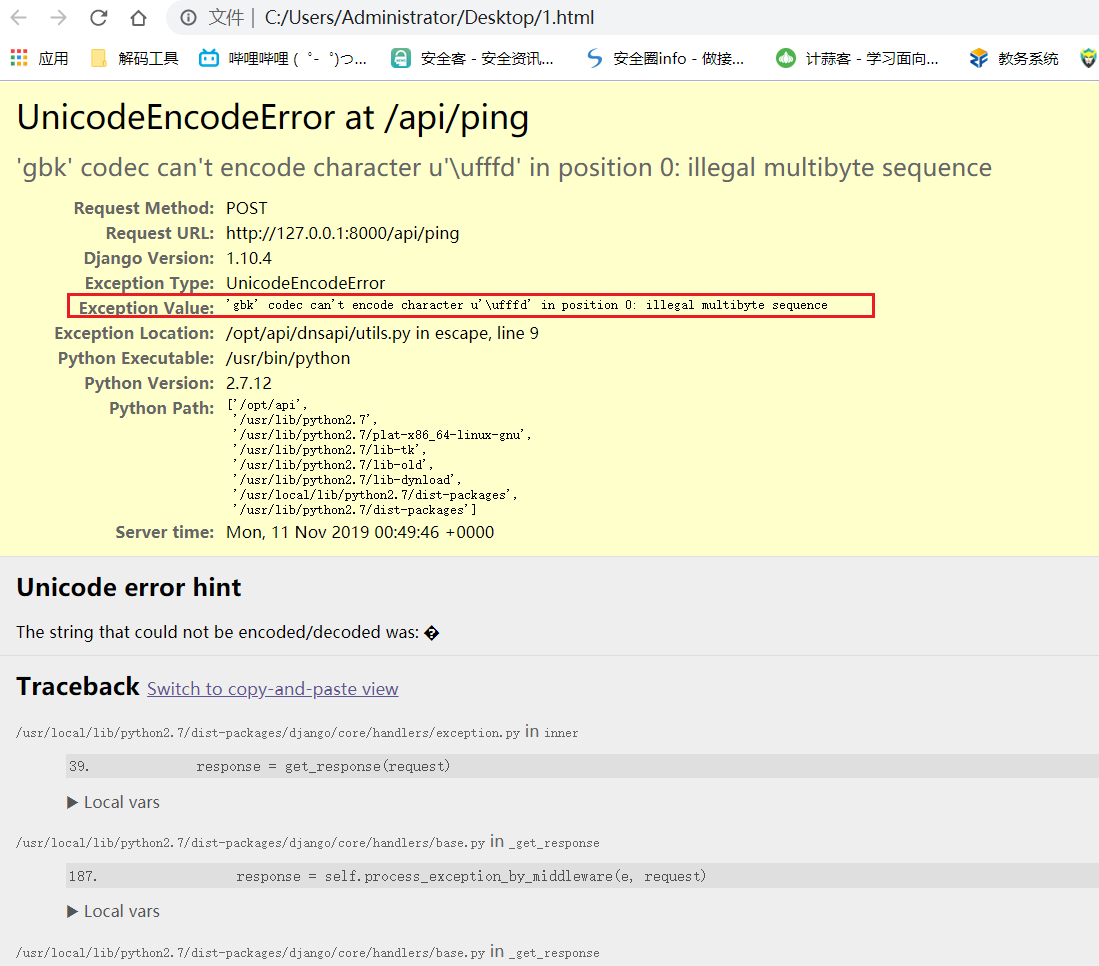 文件 | C:/Users/Administrator/Desktop/1.html
应用 解码工具 哔哩哔哩 ( ゜- ゜)つ... 安全客 - 安全资讯... 安全圈info - 做接... 计蒜客 - 学习面向... 教务系统
UnicodeEncodeError at /api/ping
'gbk' codec can't encode character u'\ufffd' in position 0: illegal multibyte sequence
Request Method: POST
Request URL: http://127.0.0.1:8000/api/ping
Django Version: 1.10.4
Exception Type: UnicodeEncodeError
Exception Value: 'gbk' codec can't encode character u'\ufffd' in position 0: illegal multibyte sequence
Exception Location: /opt/api/dnsapi/utils.py in escape, line 9
Python Executable: /usr/bin/python
Python Version: 2.7.12
Python Path: ['/opt/api',
'/usr/lib/python2.7',
'/usr/lib/python2.7/plat-x86_64-linux-gnu',
'/usr/lib/python2.7/lib-tk',
'/usr/lib/python2.7/lib-old',
'/usr/lib/python2.7/lib-dynload',
'/usr/local/lib/python2.7/dist-packages',
'/usr/lib/python2.7/dist-packages']
Server time: Mon, 11 Nov 2019 00:49:46 +0000
Unicode error hint
The string that could not be encoded/decoded was: �
Traceback Switch to copy-and-paste view
/usr/local/lib/python2.7/dist-packages/django/core/handlers/exception.py in inner
39. response = get_response(request)
▶ Local vars
/usr/local/lib/python2.7/dist-packages/django/core/handlers/base.py in _get_response
187. response = self.process_exception_by_middleware(e, request)
▶ Local vars
/usr/local/lib/python2.7/dist-packages/django/core/handlers/base.py in _get_response